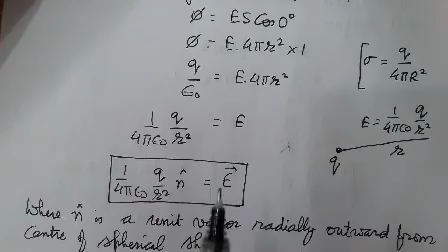 ∅ = ES Cos 0°
∅ = E. 4πr² × 1
q/ε₀ = E. 4πr²
1/4πε₀ q/r² = E
1/4πε₀ q/r² n̂ = E⃗
Where n̂ is a unit vector radially outward from
Centre of spherical
σ = q/4πR²
E = 1/4πε₀ q/r²
q r